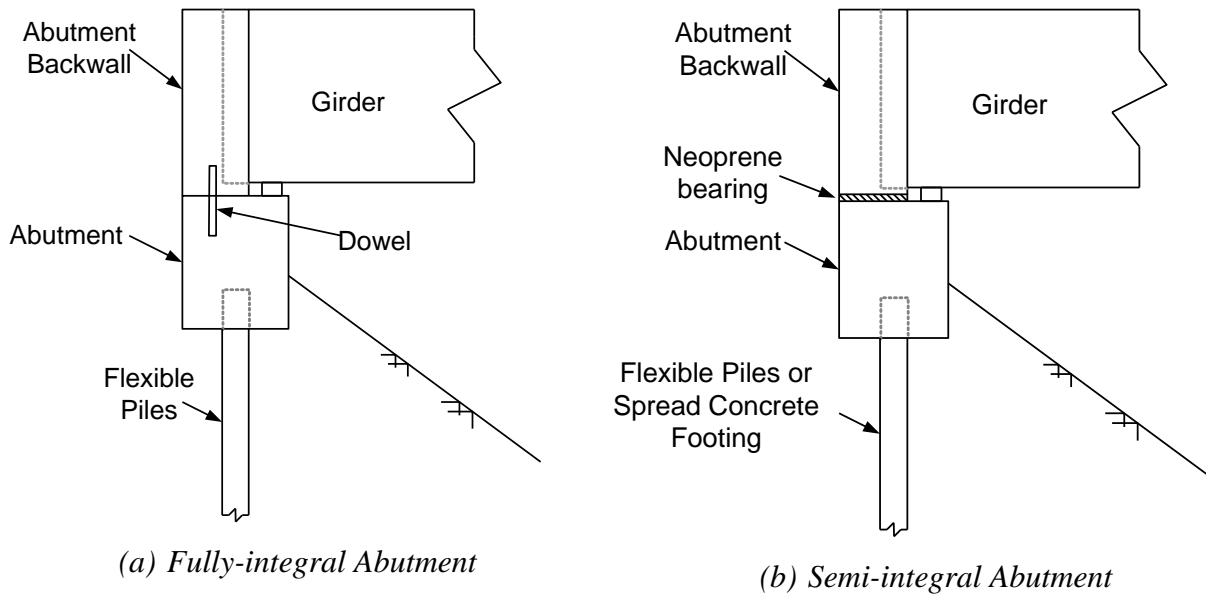 Abutment
Backwall
Girder
Abutment
Dowel
Flexible
Piles
(a) Fully-integral Abutment
Abutment
Backwall
Girder
Neoprene
bearing
Abutment
Flexible Piles or
Spread Concrete
Footing
(b) Semi-integral Abutment